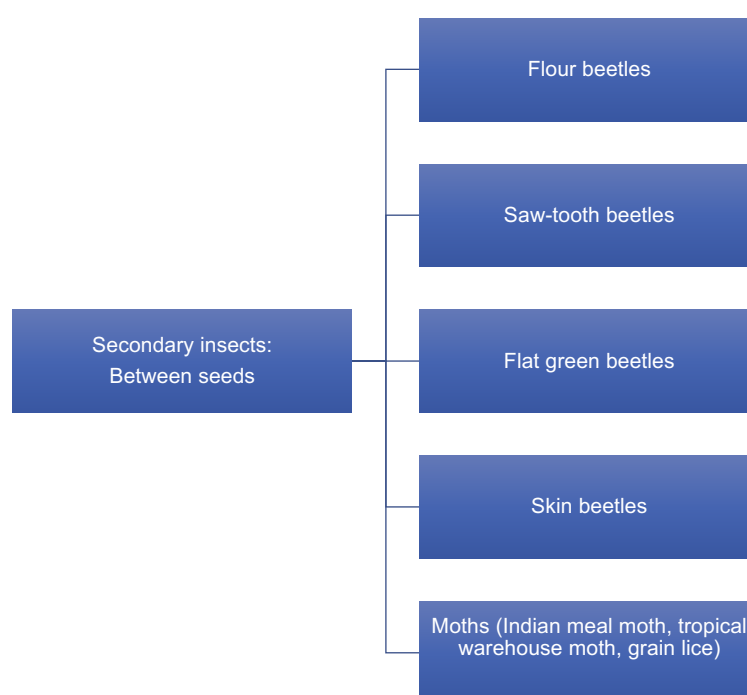 Flour beetles
Saw-tooth beetles
Secondary insects:
Between seeds
Flat green beetles
Skin beetles
Moths (Indian meal moth, tropical
warehouse moth, grain lice)